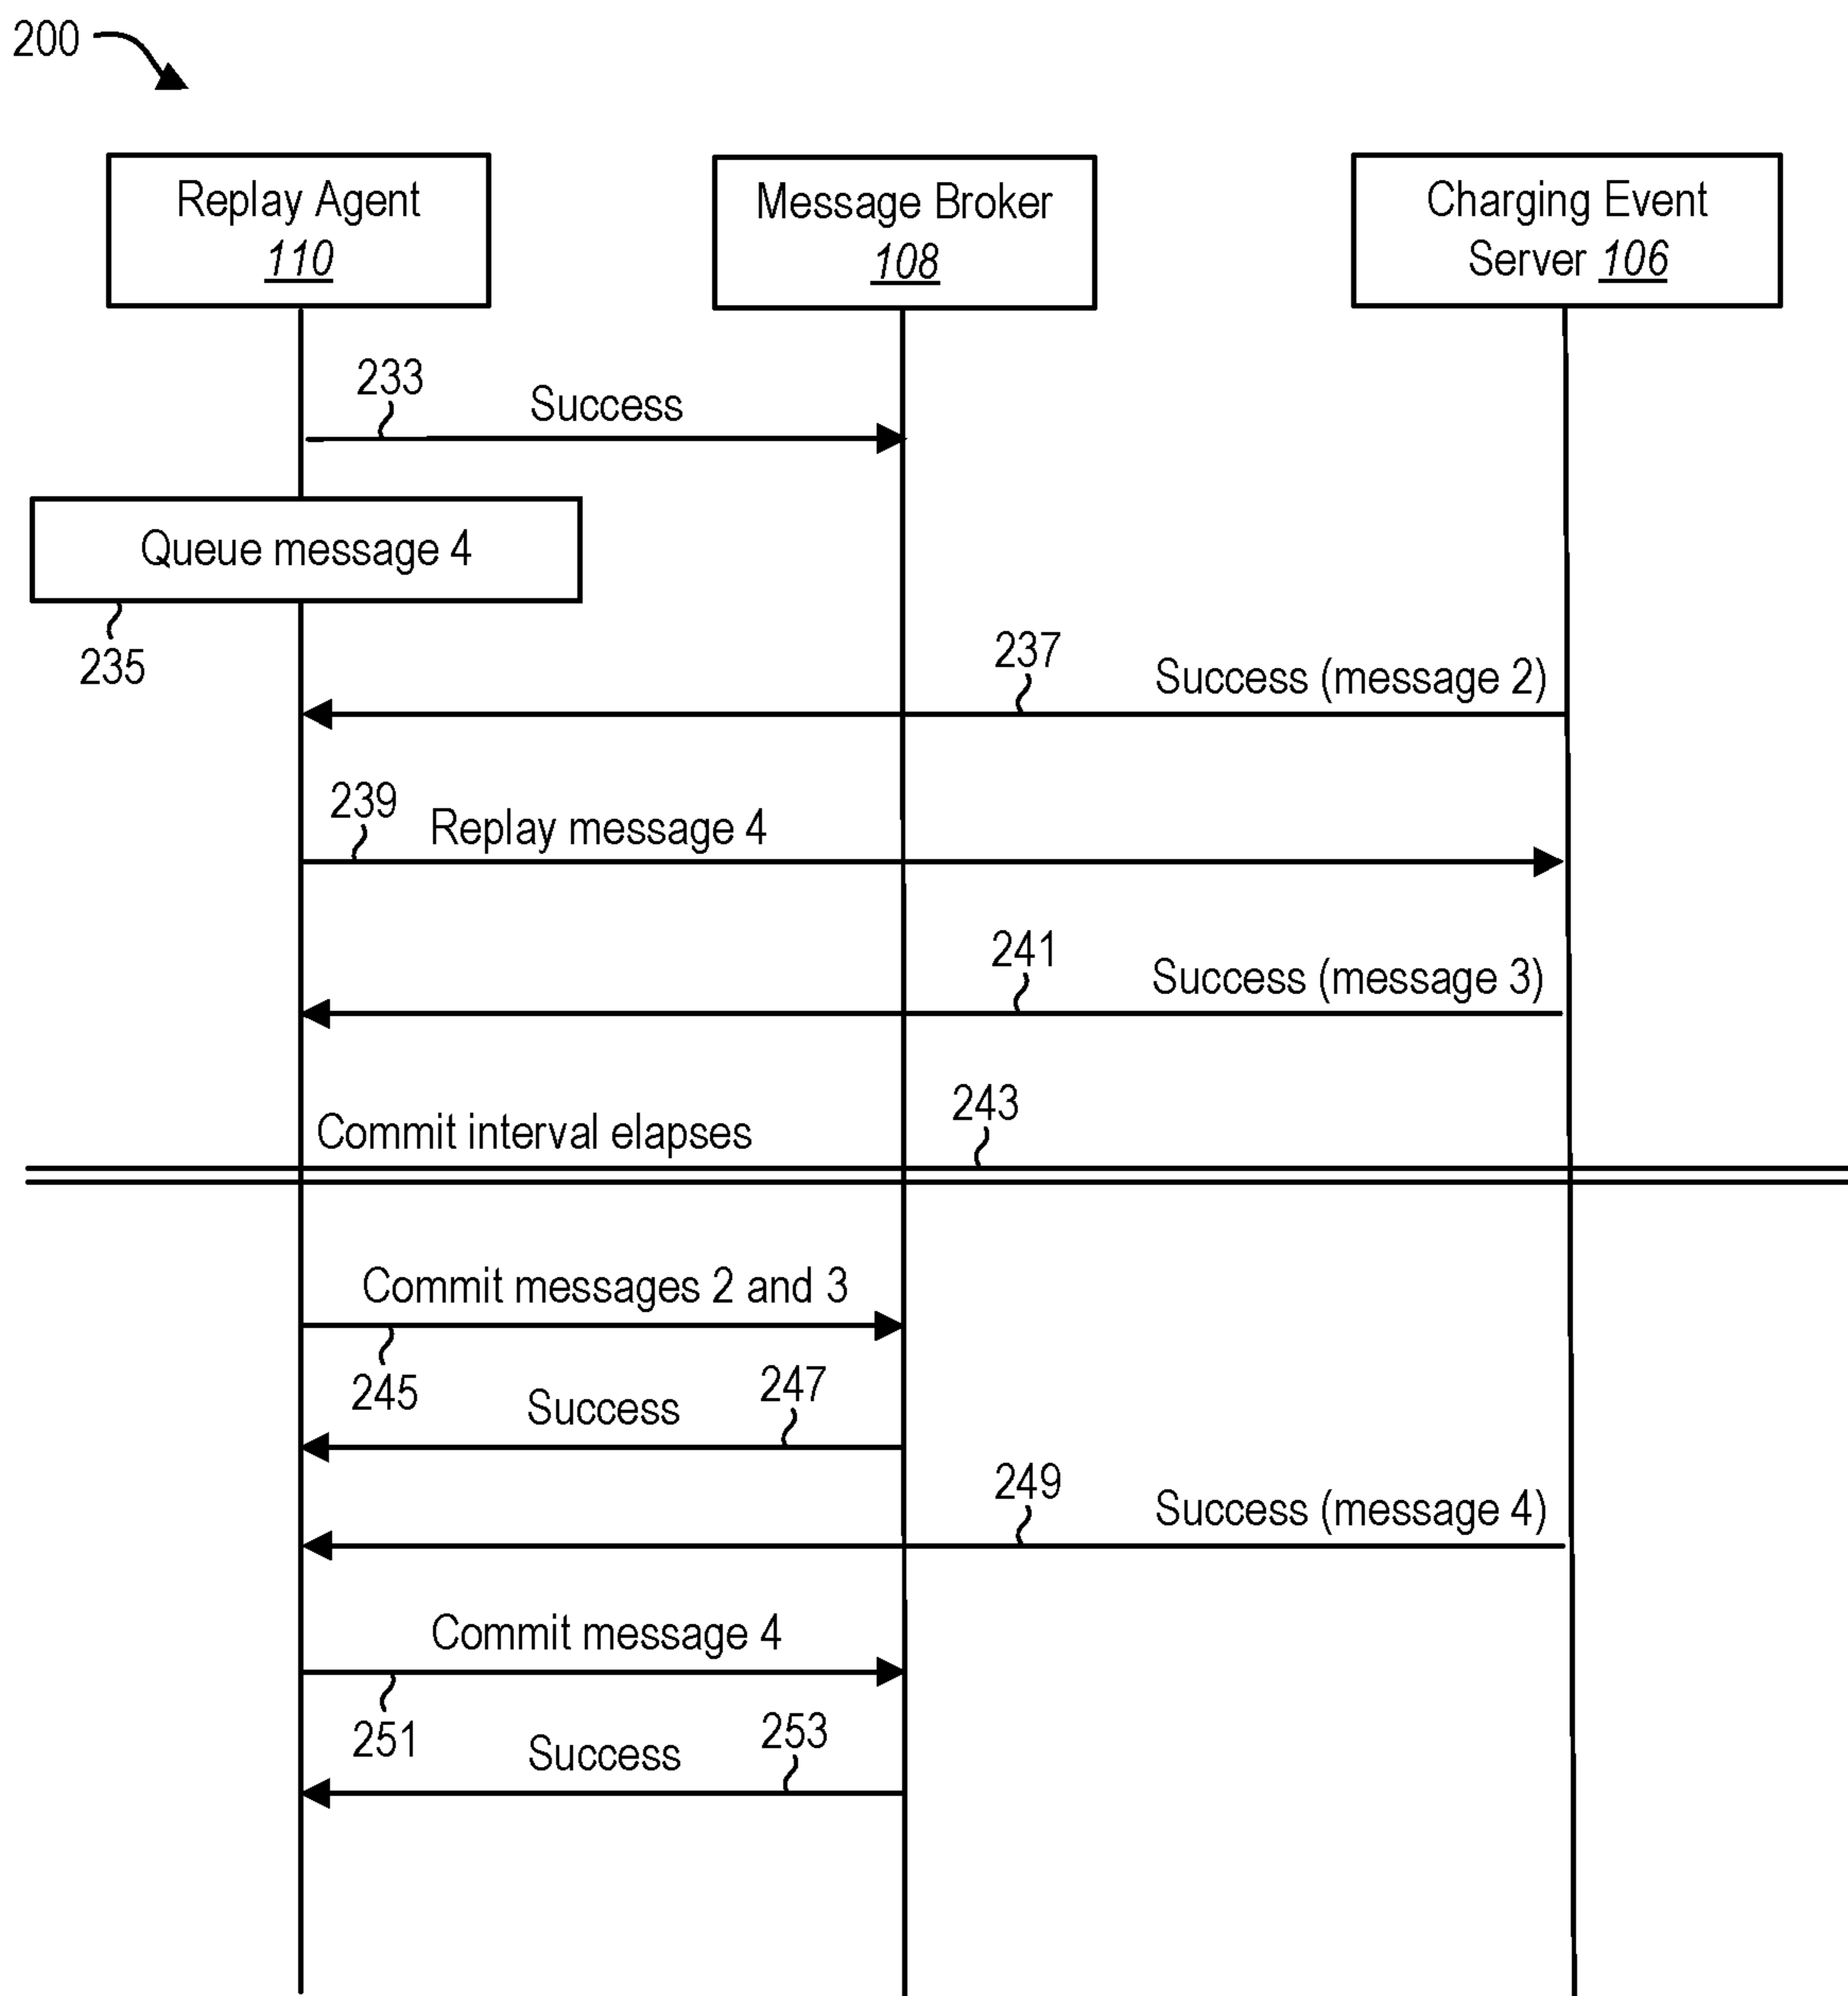 200
Replay Agent
110
Message Broker
108
Charging Event
Server 106
233
Success
Queue message 4
235
237
Success (message 2)
239
Replay message 4
241
Success (message 3)
243
Commit interval elapses
Commit messages 2 and 3
245
247
Success
249
Success (message 4)
Commit message 4
251
253
Success